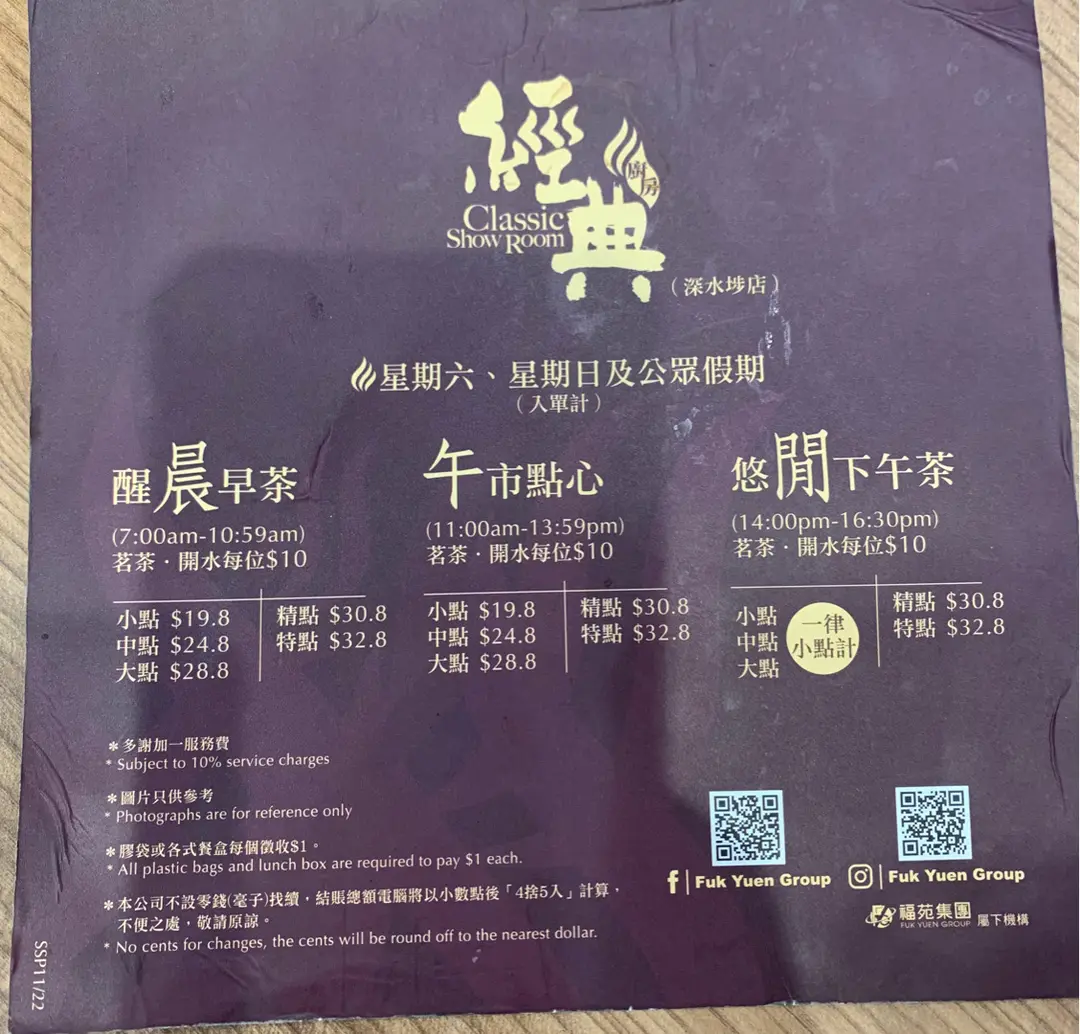 經典
廚房
Classic
Show Room
（深水埗店）
星期六、星期日及公眾假期
（入單計）
醒晨早茶
(7:00am-10:59am)
茗茶·開水每位$10
小點 $19.8
中點 $24.8
大點 $28.8
精點 $30.8
特點 $32.8
午市點心
(11:00am-13:59pm)
茗茶·開水每位$10
小點 $19.8
中點 $24.8
大點 $28.8
精點 $30.8
特點 $32.8
悠閒下午茶
(14:00pm-16:30pm)
茗茶·開水每位$10
小點
中點
大點
一律
小點計
精點 $30.8
特點 $32.8
*多謝加一服務費
* Subject to 10% service charges
*圖片只供參考
* Photographs are for reference only
*膠袋或各式餐盒每個徵收$1。
* All plastic bags and lunch box are required to pay $1 each.
*本公司不設零錢(毫子)找續，結賬總額電腦將以小數點後「4捨5入」計算，
不便之處，敬請原諒。
* No cents for changes, the cents will be round off to the nearest dollar.
f | Fuk Yuen Group
Fuk Yuen Group
福苑集團 屬下機構
FUK YUEN GROUP
SSP11/22